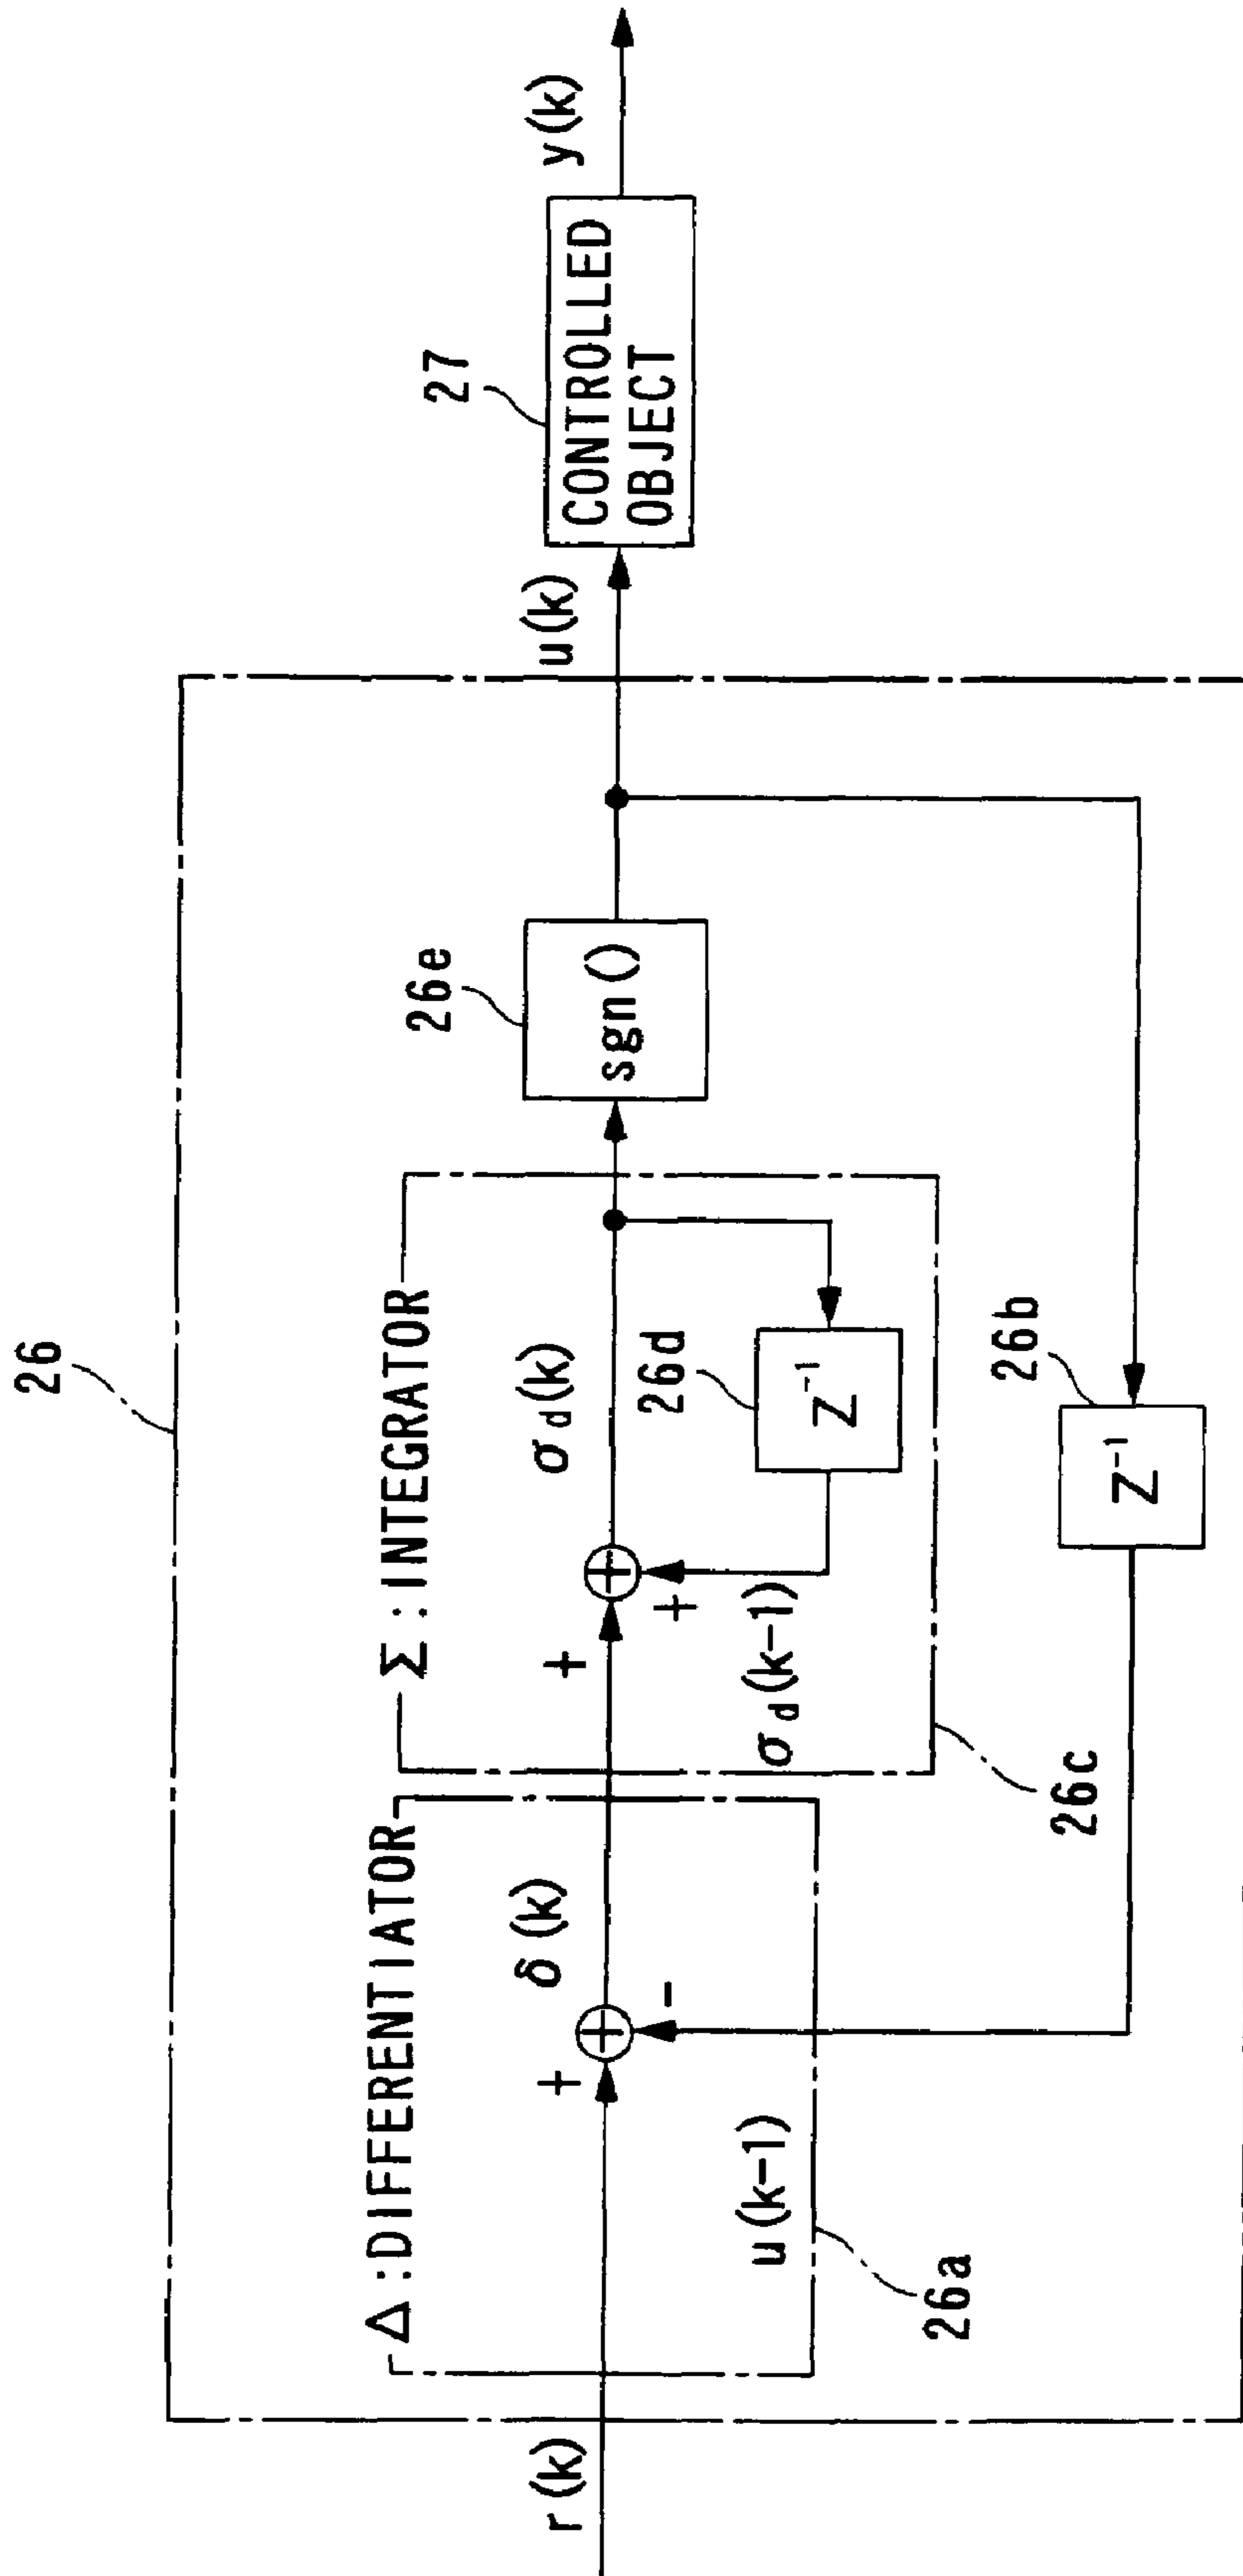 26
r(k)
Δ:DIFFERENTIATOR
+
-
δ(k)
u(k-1)
26a
Σ:INTEGRATOR
+
+
σd(k)
σd(k-1)
26d
Z⁻¹
26c
26e
sgn()
26b
Z⁻¹
u(k)
27
CONTROLLED
OBJECT
y(k)